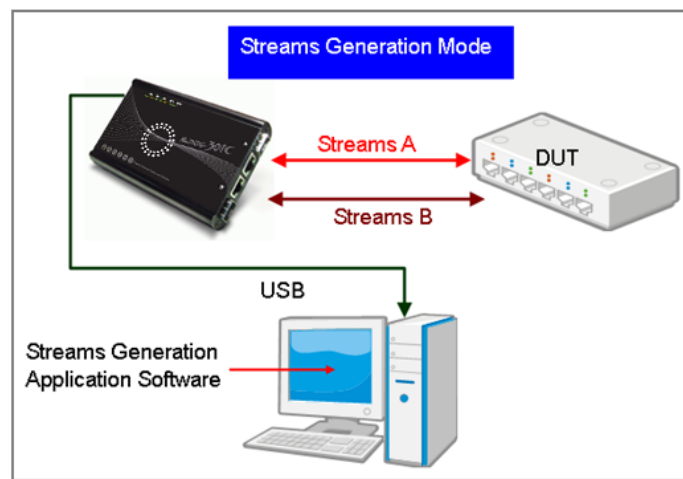 Streams Generation Mode
Streams A
DUT
Streams B
USB
Streams Generation
Application Software